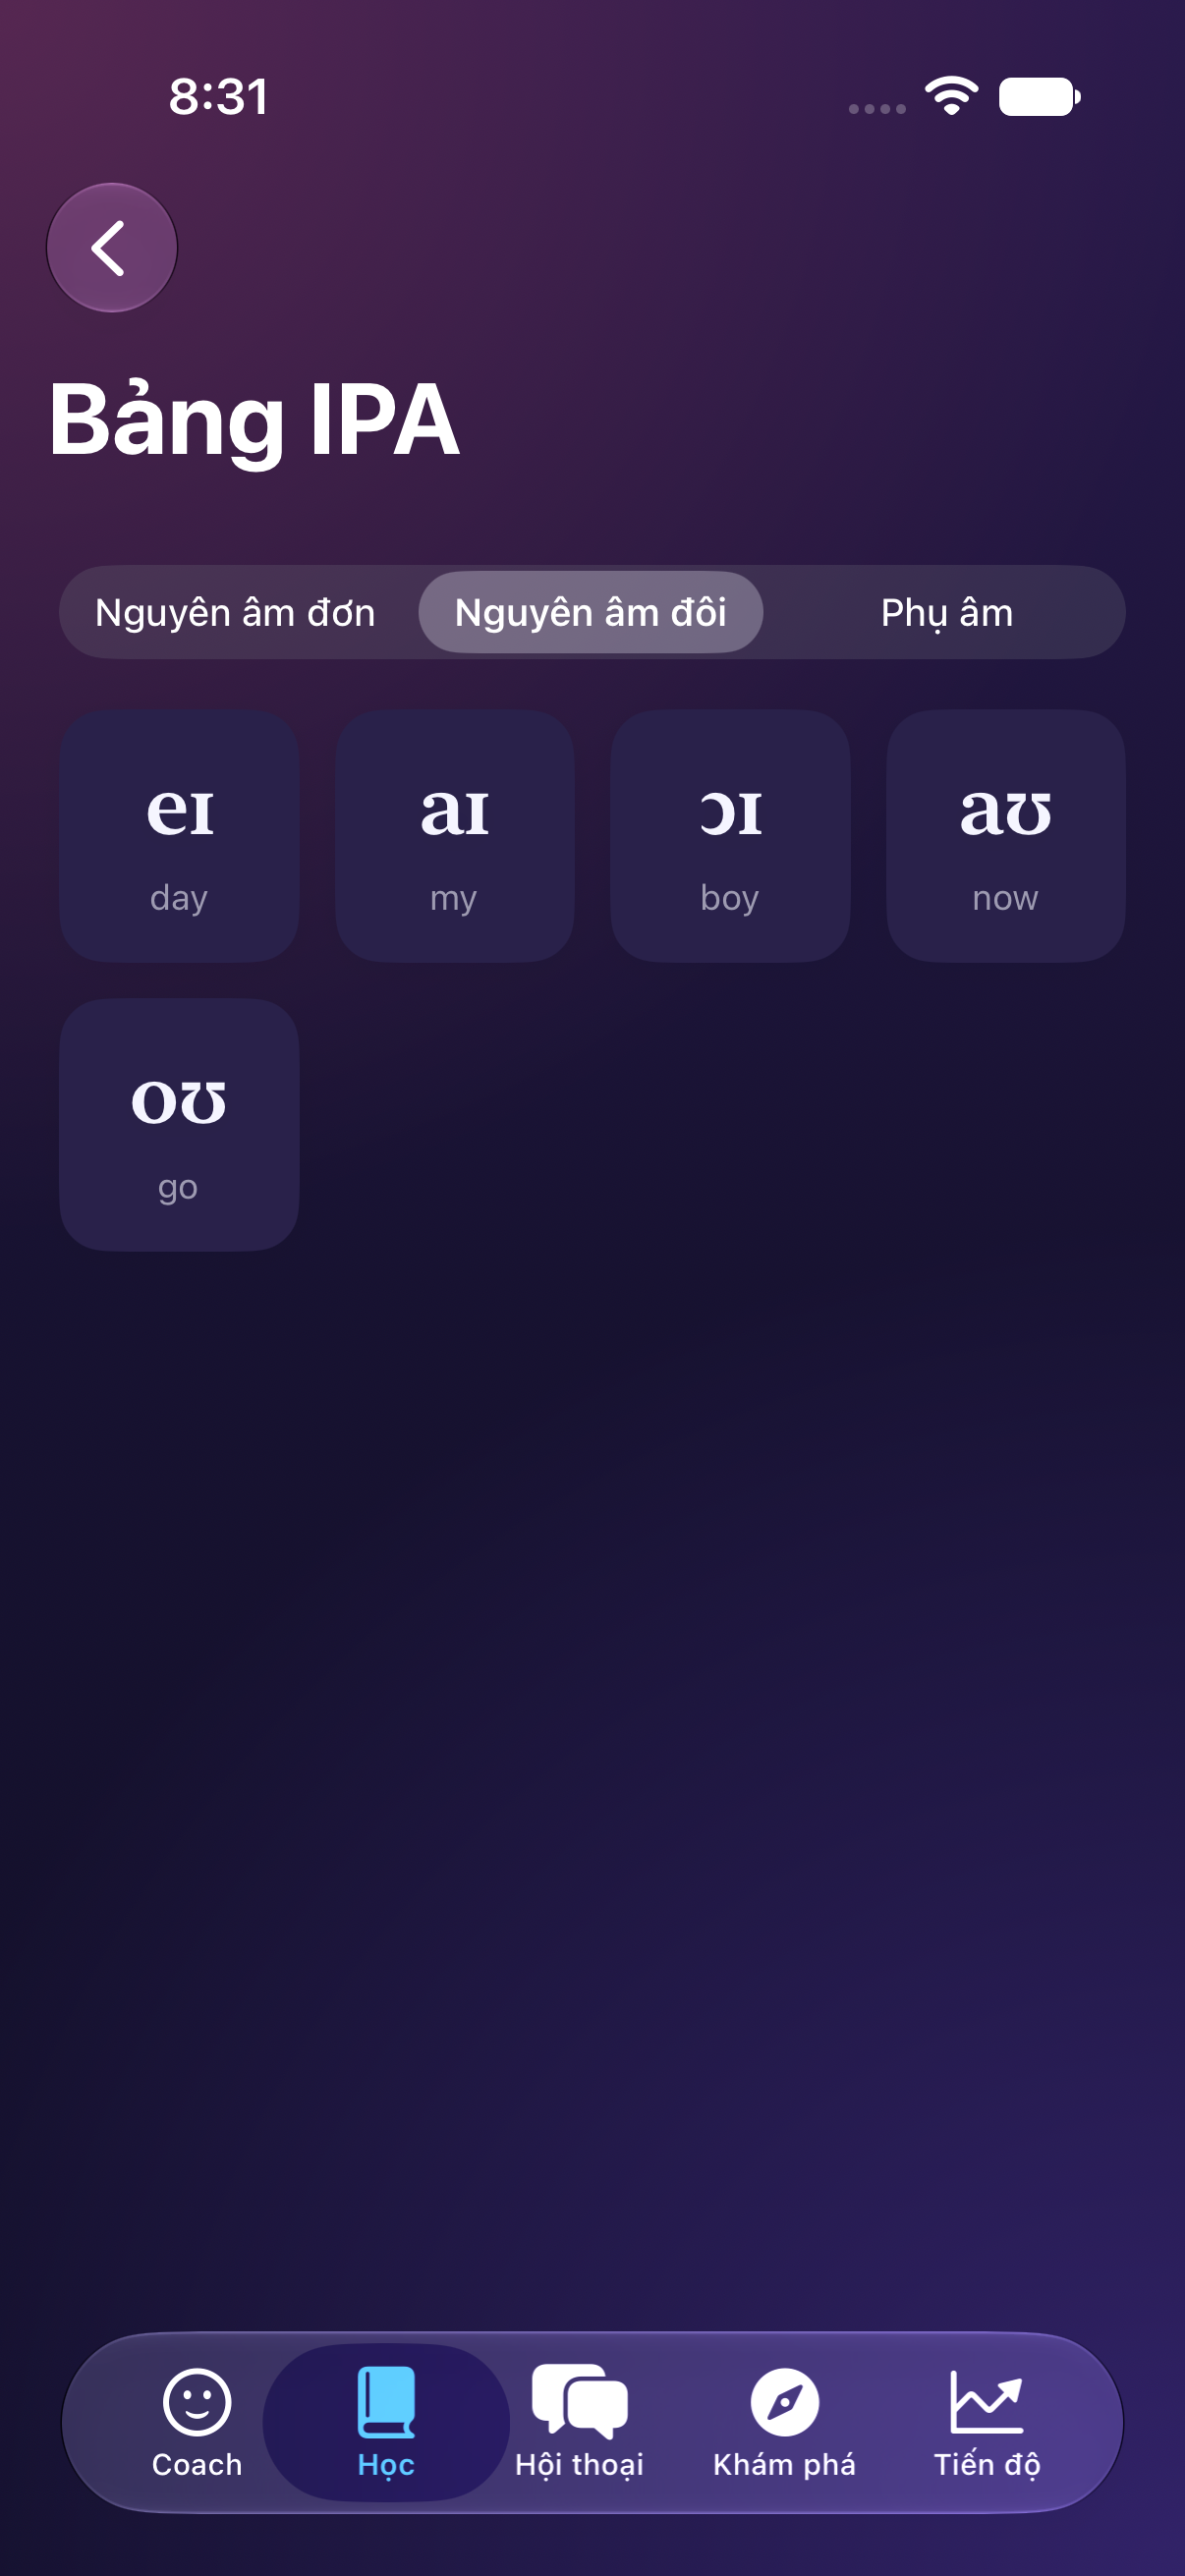 8:31
Bảng IPA
Nguyên âm đơn Nguyên âm đôi Phụ âm
eɪ aɪ ɔɪ aʊ
day my boy now
oʊ
go
Coach Học Hội thoại Khám phá Tiến độ